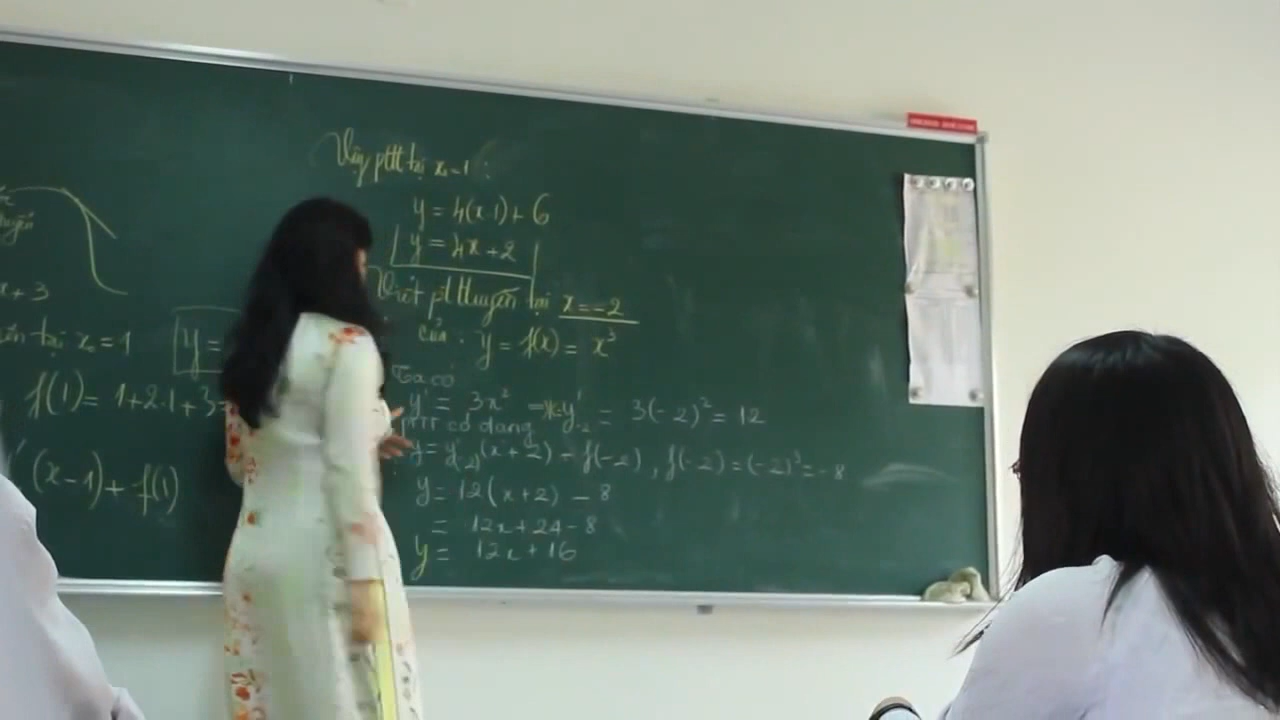 x+3
tại x₀=1
y=
f(1)= 1+2.1+3=
(x-1)+f(1)
Vậy pttt tại x₀=1 :
y = 4(x-1)+6
y = 4x+2
Viết pt t tuyến tại x=-2
của : y = f(x) = x³
Ta có
y' = 3x² => y'₋₂ = 3(-2)² = 12
PTTT có dạng
y = y'(-2)(x+2) - f(-2), f(-2) = (-2)³ = -8
y = 12(x+2) - 8
= 12x+24-8
y = 12x+16